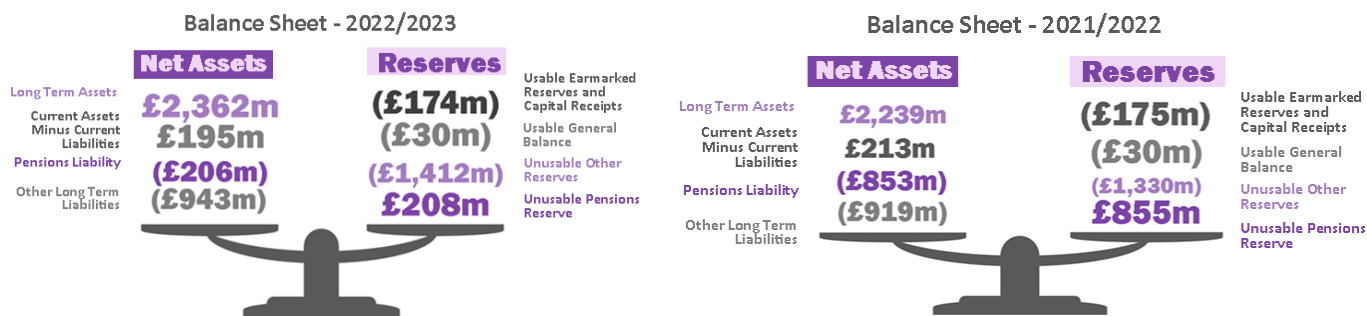 Balance Sheet - 2022/2023
Net Assets
Reserves
Long Term Assets
£2,362m
(£174m)
Usable Earmarked
Reserves and
Capital Receipts
Current Assets
Minus Current
Liabilities
£195m
(£30m)
Usable General
Balance
Pensions Liability
(£206m)
(£1,412m)
Unusable Other
Reserves
Other Long Term
Liabilities
(£943m)
£208m
Unusable Pensions
Reserve
Balance Sheet - 2021/2022
Net Assets
Reserves
Long Term Assets
£2,239m
(£175m)
Usable Earmarked
Reserves and
Capital Receipts
Current Assets
Minus Current
Liabilities
£213m
(£30m)
Usable General
Balance
Pensions Liability
(£853m)
(£1,330m)
Unusable Other
Reserves
Other Long Term
Liabilities
(£919m)
£855m
Unusable Pensions
Reserve